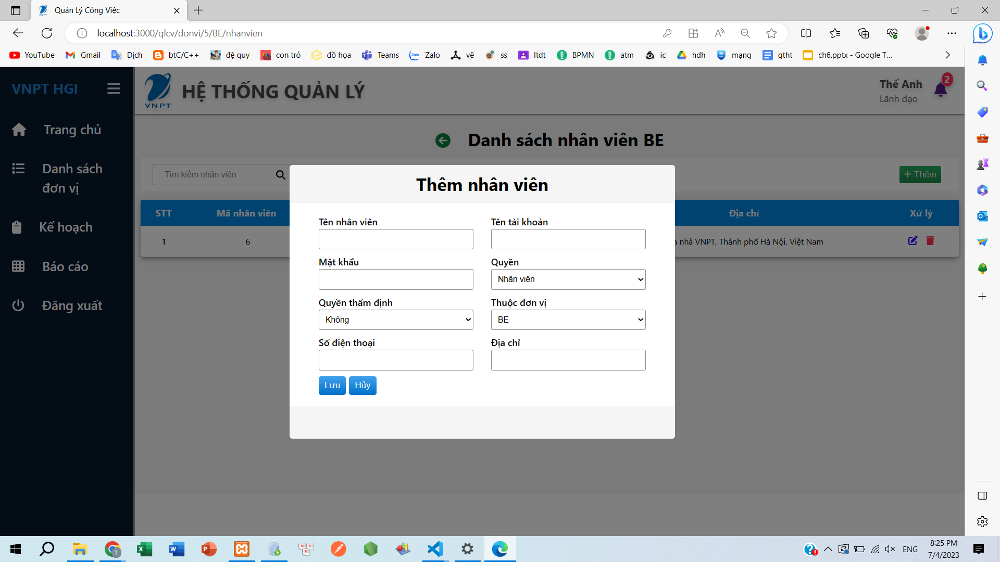 Quản Lý Công Việc
localhost:3000/qlcv/donvi/5/BE/nhanvien
YouTube Gmail Dịch btC/C++ đệ quy con trỏ đồ họa Teams Zalo vẽ ss ltdt BPMN atm ic hdh mạng qtht ch6.pptx - Google T...
VNPT HGI
VNPT
HỆ THỐNG QUẢN LÝ
Thế Anh
Lãnh đạo
2
Trang chủ
Danh sách
đơn vị
Kế hoạch
Báo cáo
Đăng xuất
Danh sách nhân viên BE
Tìm kiếm nhân viên
+ Thêm
STT Mã nhân viên Địa chỉ Xử lý
1 6 a nhà VNPT, Thành phố Hà Nội, Việt Nam
Thêm nhân viên
Tên nhân viên Tên tài khoản
Mật khẩu Quyền
Nhân viên
Quyền thẩm định Thuộc đơn vị
Không BE
Số điện thoại Địa chỉ
Lưu Hủy
ENG
8:25 PM
7/4/2023